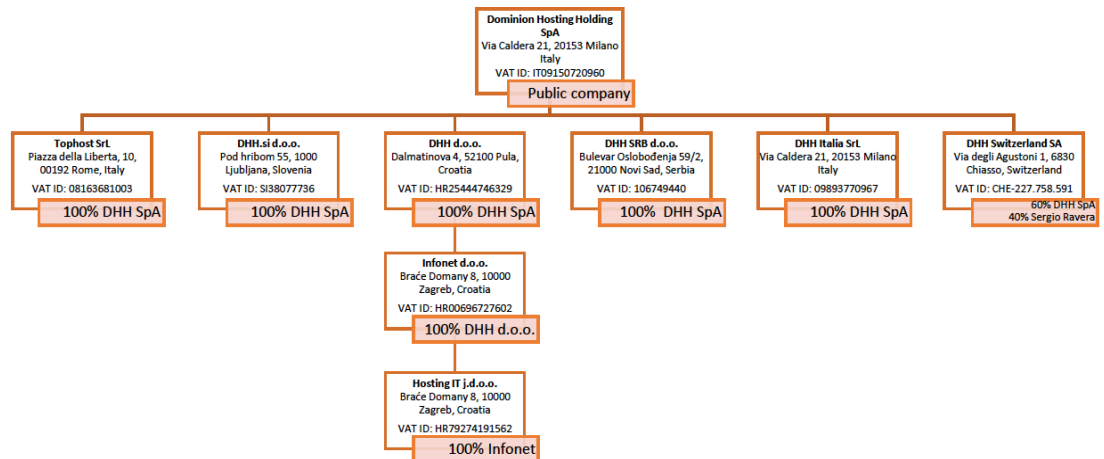 Dominion Hosting Holding
SpA
Via Caldera 21, 20153 Milano
Italy
VAT ID: IT09150720960
Public company
Tophost SrL
Piazza della Liberta, 10,
00192 Rome, Italy
VAT ID: 08163681003
100% DHH SpA
DHH.si d.o.o.
Pod hribom 55, 1000
Ljubljana, Slovenia
VAT ID: SI38077736
100% DHH SpA
DHH d.o.o.
Dalmatinova 4, 52100 Pula,
Croatia
VAT ID: HR25444746329
100% DHH SpA
DHH SRB d.o.o.
Bulevar Oslobođenja 59/2,
21000 Novi Sad, Serbia
VAT ID: 106749440
100% DHH SpA
DHH Italia SrL
Via Caldera 21, 20153 Milano
Italy
VAT ID: 09893770967
100% DHH SpA
DHH Switzerland SA
Via degli Agustoni 1, 6830
Chiasso, Switzerland
VAT ID: CHE-227.758.591
60% DHH SpA
40% Sergio Ravera
Infonet d.o.o.
Braće Domany 8, 10000
Zagreb, Croatia
VAT ID: HR00696727602
100% DHH d.o.o.
Hosting IT j.d.o.o.
Braće Domany 8, 10000
Zagreb, Croatia
VAT ID: HR79274191562
100% Infonet